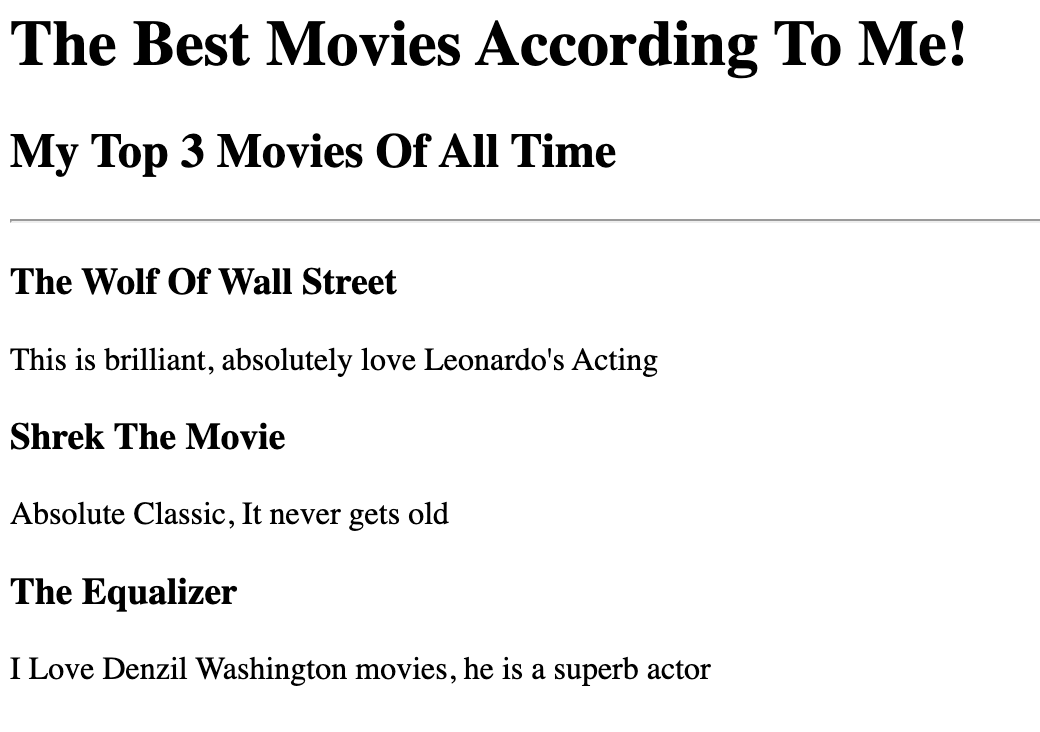 The Best Movies According To Me!
My Top 3 Movies Of All Time
The Wolf Of Wall Street
This is brilliant, absolutely love Leonardo's Acting
Shrek The Movie
Absolute Classic, It never gets old
The Equalizer
I Love Denzil Washington movies, he is a superb actor